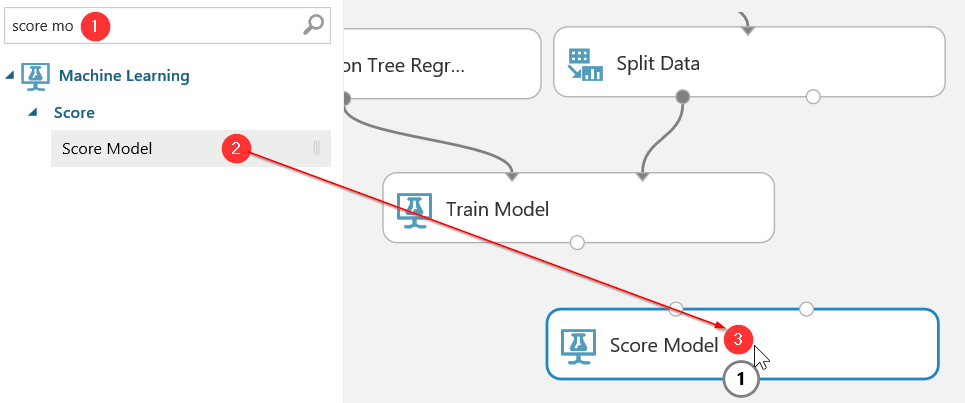 score mo 1
Machine Learning
Score
Score Model 2
on Tree Regr...
Split Data
Train Model
Score Model 3
1